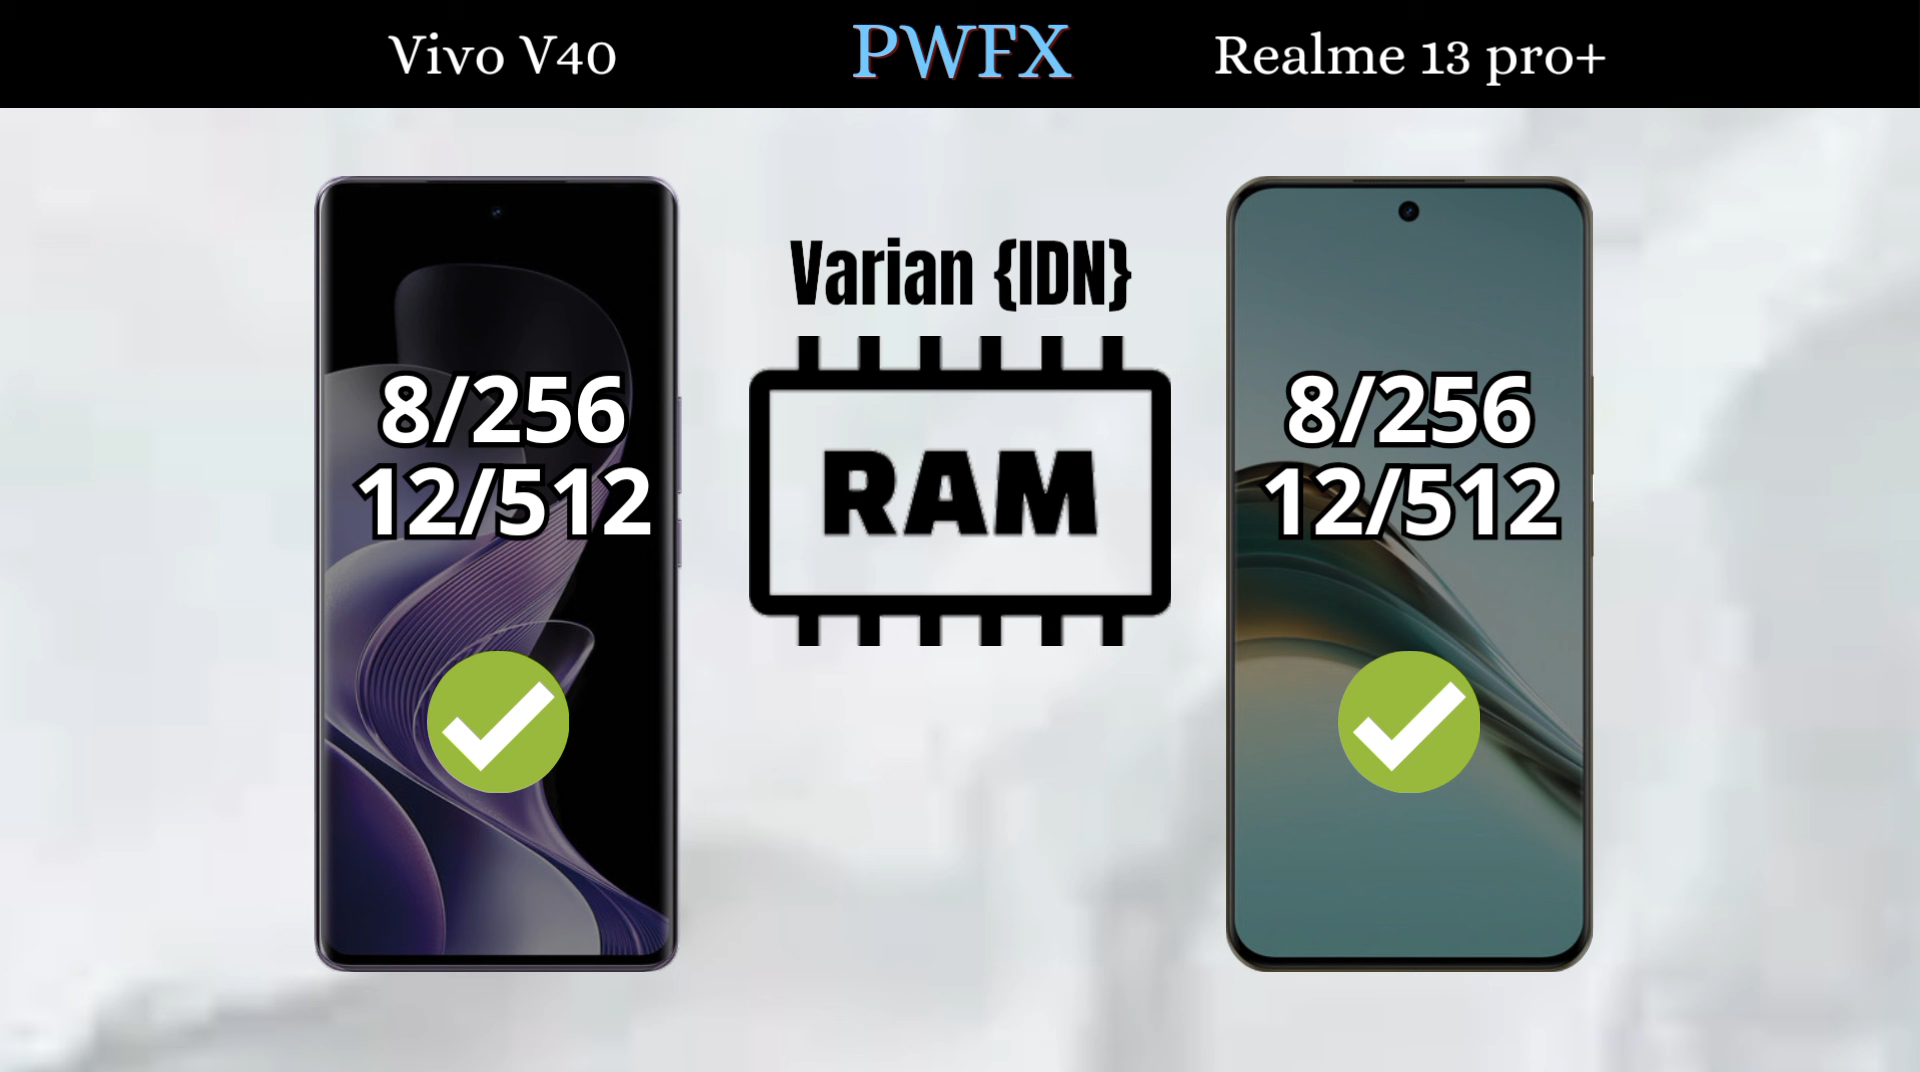 Vivo V40
PWFX
Realme 13 pro+
Varian {IDN}
RAM
8/256
12/512
8/256
12/512